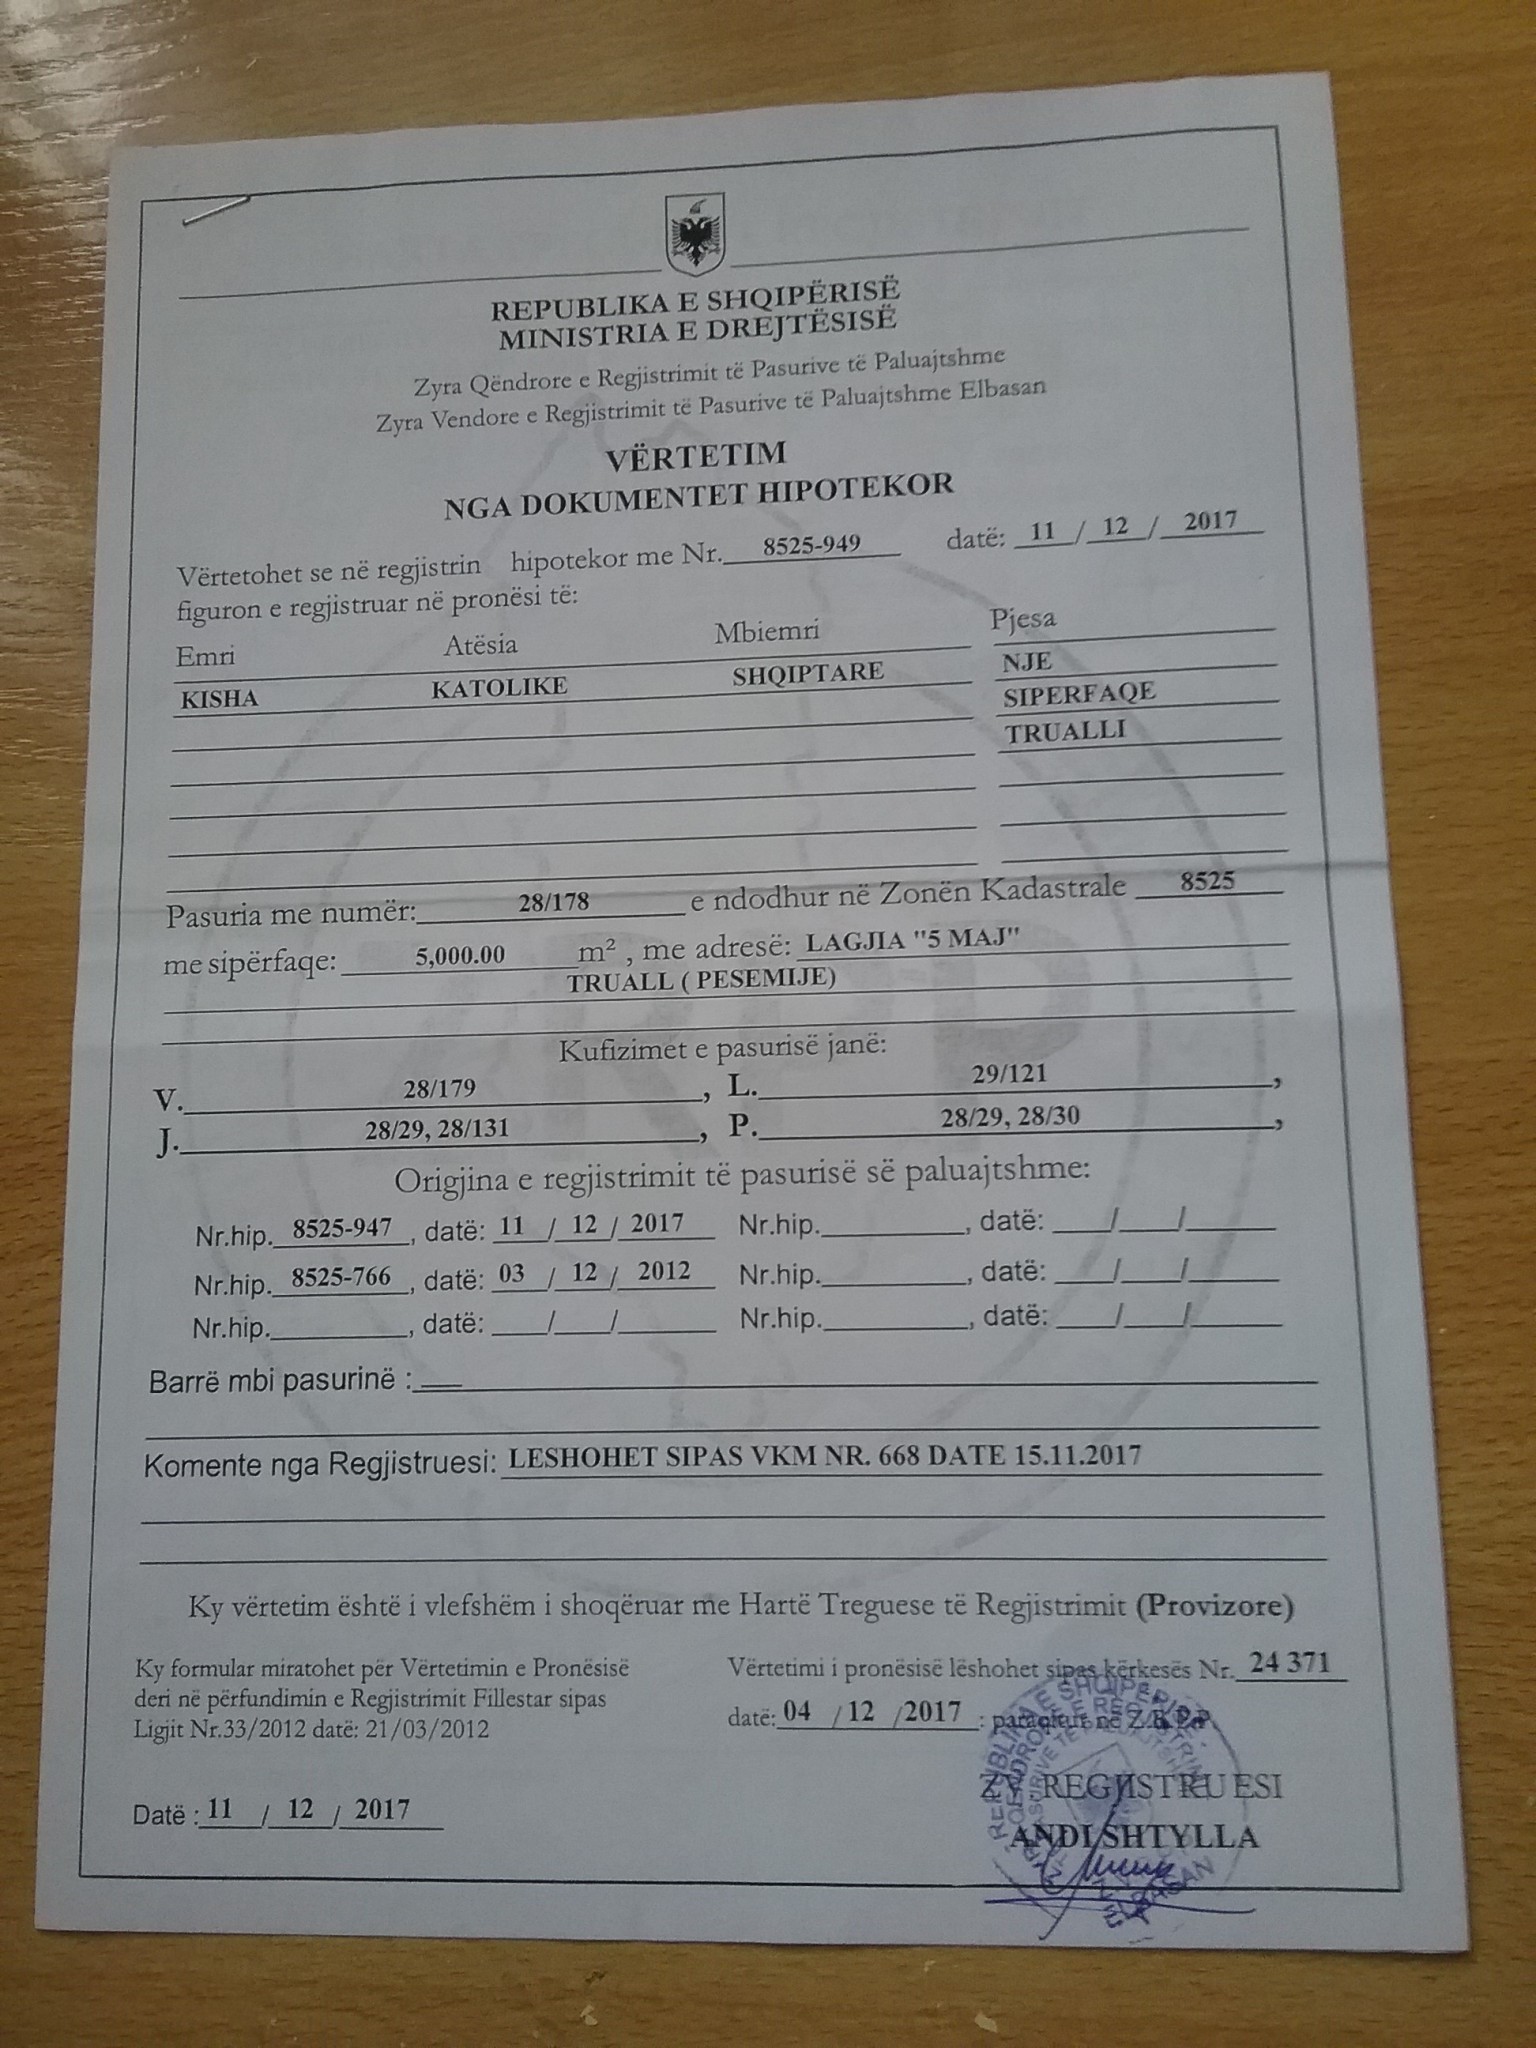 REPUBLIKA E SHQIPËRISË
MINISTRIA E DREJTËSISË
Zyra Qëndrore e Regjistrimit të Pasurive të Paluajtshme
Zyra Vendore e Regjistrimit të Pasurive të Paluajtshme Elbasan
VËRTETIM
NGA DOKUMENTET HIPOTEKOR
Vërtetohet se në regjistrin hipotekor me Nr. 8525-949 datë: 11 / 12 / 2017
figuron e regjistruar në pronësi të:
Emri Atësia Mbiemri Pjesa
KISHA KATOLIKE SHQIPTARE NJE
SIPERFAQE
TRUALLI
Pasuria me numër: 28/178 e ndodhur në Zonën Kadastrale 8525
me sipërfaqe: 5,000.00 m² , me adresë: LAGJIA "5 MAJ"
TRUALL ( PESEMIJE)
Kufizimet e pasurisë janë:
V. 28/179 , L. 29/121 ,
J. 28/29, 28/131 , P. 28/29, 28/30 ,
Origjina e regjistrimit të pasurisë së paluajtshme:
Nr.hip. 8525-947 , datë: 11 / 12 / 2017 Nr.hip. , datë: / /
Nr.hip. 8525-766 , datë: 03 / 12 / 2012 Nr.hip. , datë: / /
Nr.hip. , datë: / / Nr.hip. , datë: / /
Barrë mbi pasurinë : —
Komente nga Regjistruesi: LESHOHET SIPAS VKM NR. 668 DATE 15.11.2017
Ky vërtetim është i vlefshëm i shoqëruar me Hartë Treguese të Regjistrimit (Provizore)
Ky formular miratohet për Vërtetimin e Pronësisë
deri në përfundimin e Regjistrimit Fillestar sipas
Ligjit Nr.33/2012 datë: 21/03/2012
Vërtetimi i pronësisë lëshohet sipas kërkesës Nr. 24 371
datë: 04 / 12 / 2017 : paraqitur në Z.R.P.P
Datë : 11 / 12 / 2017
ZV. REGJISTRUESI
ANDI SHTYLLA
ELBASAN